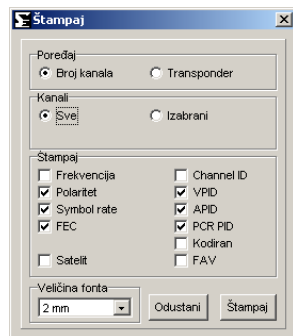 Štampaj
Poređaj
Broj kanala Transponder
Kanali
Sve Izabrani
Štampaj
Frekvencija Channel ID
Polaritet VPID
Symbol rate APID
FEC PCR PID
Kodiran
Satelit FAV
Veličina fonta
2 mm Odustani Štampaj